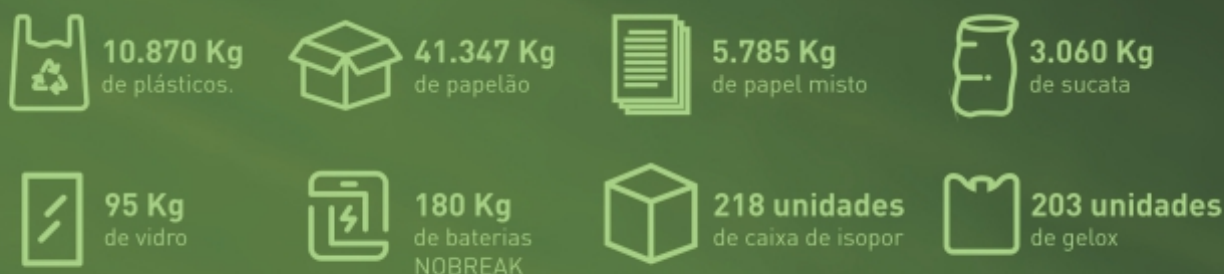 10.870 Kg
de plásticos.
41.347 Kg
de papelão
5.785 Kg
de papel misto
3.060 Kg
de sucata
95 Kg
de vidro
180 Kg
de baterias
NOBREAK
218 unidades
de caixa de isopor
203 unidades
de gelox